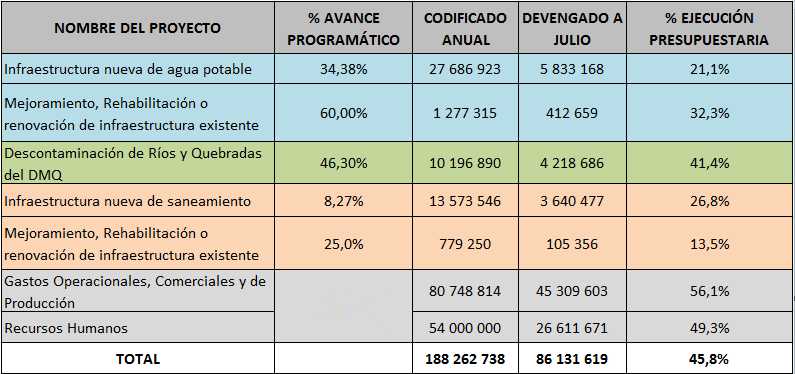 NOMBRE DEL PROYECTO
% AVANCE
PROGRAMÁTICO
CODIFICADO
ANUAL
DEVENGADO A
JULIO
% EJECUCIÓN
PRESUPUESTARIA
Infraestructura nueva de agua potable 34,38% 27 686 923 5 833 168 21,1%
Mejoramiento, Rehabilitación o
renovación de infraestructura existente 60,00% 1 277 315 412 659 32,3%
Descontaminación de Ríos y Quebradas
del DMQ 46,30% 10 196 890 4 218 686 41,4%
Infraestructura nueva de saneamiento 8,27% 13 573 546 3 640 477 26,8%
Mejoramiento, Rehabilitación o
renovación de infraestructura existente 25,0% 779 250 105 356 13,5%
Gastos Operacionales, Comerciales y de
Producción 80 748 814 45 309 603 56,1%
Recursos Humanos 54 000 000 26 611 671 49,3%
TOTAL 188 262 738 86 131 619 45,8%